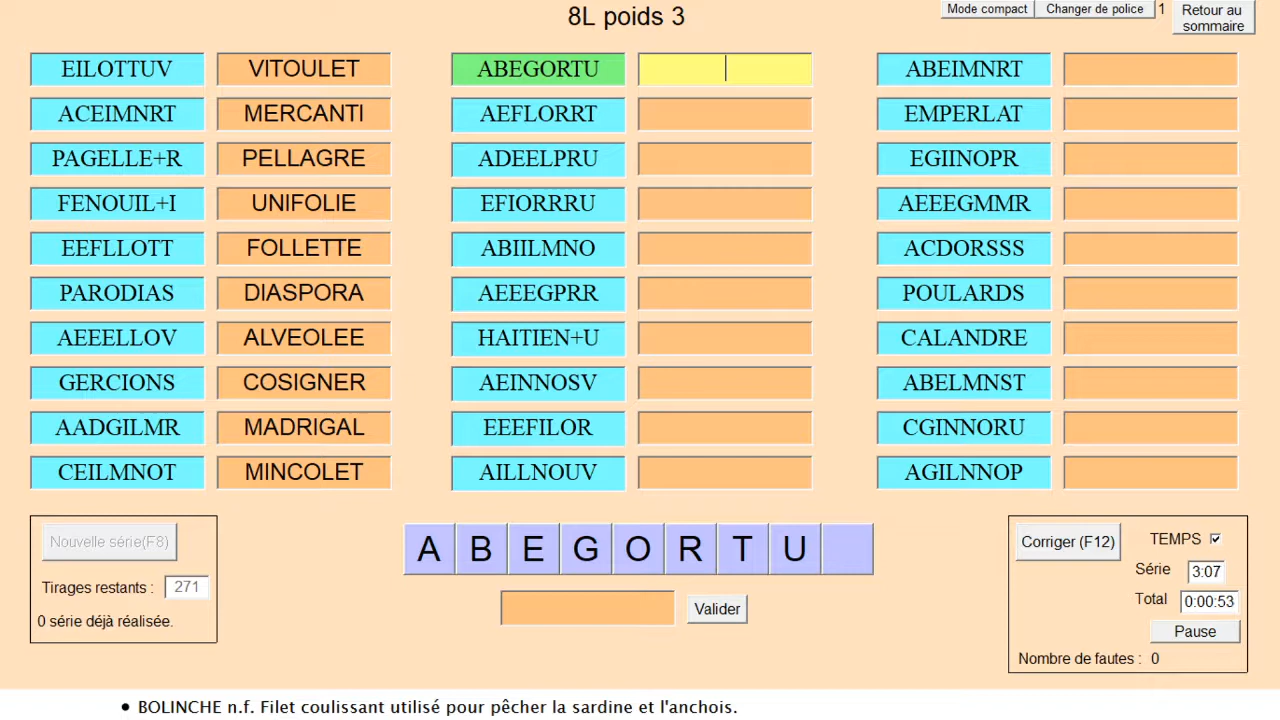 8L poids 3
Mode compact Changer de police 1 Retour au sommaire
EILOTTUV VITOULET ABEGORTU ABEIMNRT
ACEIMNRT MERCANTI AEFLORRT EMPERLAT
PAGELLE+R PELLAGRE ADEELPRU EGIINOPR
FENOUIL+I UNIFOLIE EFIORRRU AEEEGMMR
EEFLLOTT FOLLETTE ABIILMNO ACDORSSS
PARODIAS DIASPORA AEEEGPRR POULARDS
AEEELLOV ALVEOLEE HAITIEN+U CALANDRE
GERCIONS COSIGNER AEINNOSV ABELMNST
AADGILMR MADRIGAL EEEFILOR CGINNORU
CEILMNOT MINCOLET AILLNOUV AGILNNOP
Nouvelle série(F8)
Tirages restants : 271
0 série déjà réalisée.
A B E G O R T U
Valider
Corriger (F12) TEMPS
Série 3:07
Total 0:00:53
Pause
Nombre de fautes : 0
• BOLINCHE n.f. Filet coulissant utilisé pour pêcher la sardine et l'anchois.